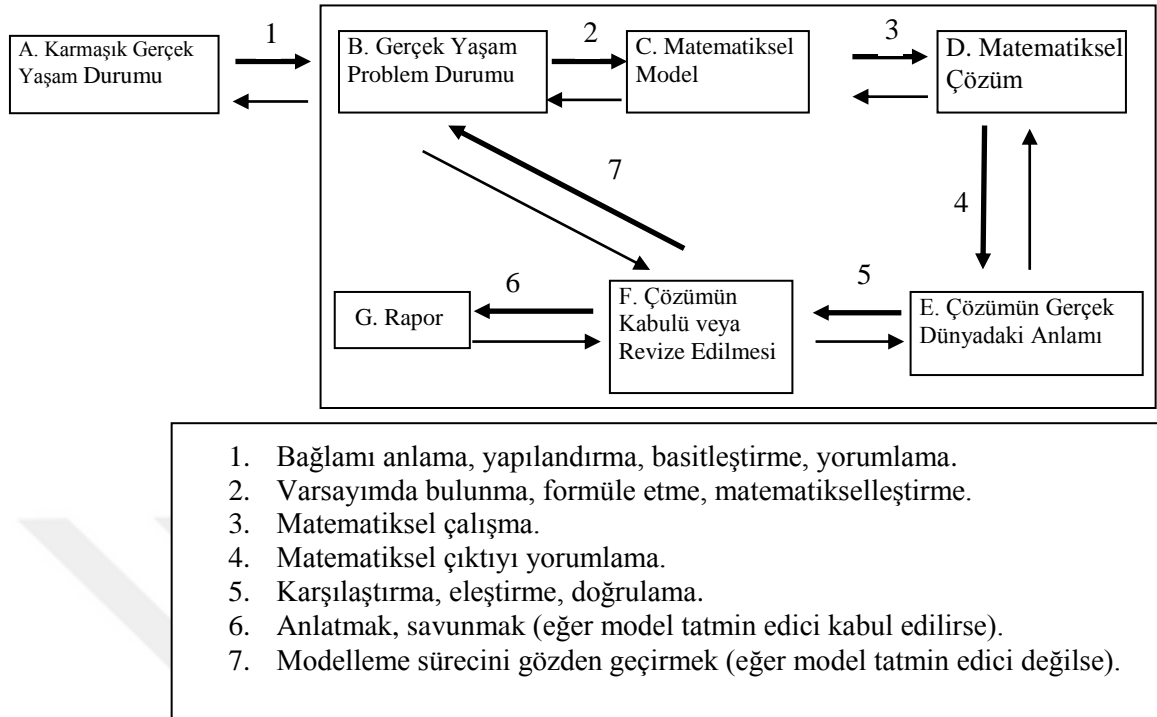 1
A. Karmaşık Gerçek
Yaşam Durumu
B. Gerçek Yaşam
Problem Durumu
2
C. Matematiksel
Model
3
D. Matematiksel
Çözüm
7
4
6
5
G. Rapor
F. Çözümün
Kabulü veya
Revize Edilmesi
E. Çözümün Gerçek
Dünyadaki Anlamı
1. Bağlamı anlama, yapılandırma, basitleştirme, yorumlama.
2. Varsayımda bulunma, formüle etme, matematikselleştirme.
3. Matematiksel çalışma.
4. Matematiksel çıktıyı yorumlama.
5. Karşılaştırma, eleştirme, doğrulama.
6. Anlatmak, savunmak (eğer model tatmin edici kabul edilirse).
7. Modelleme sürecini gözden geçirmek (eğer model tatmin edici değilse).